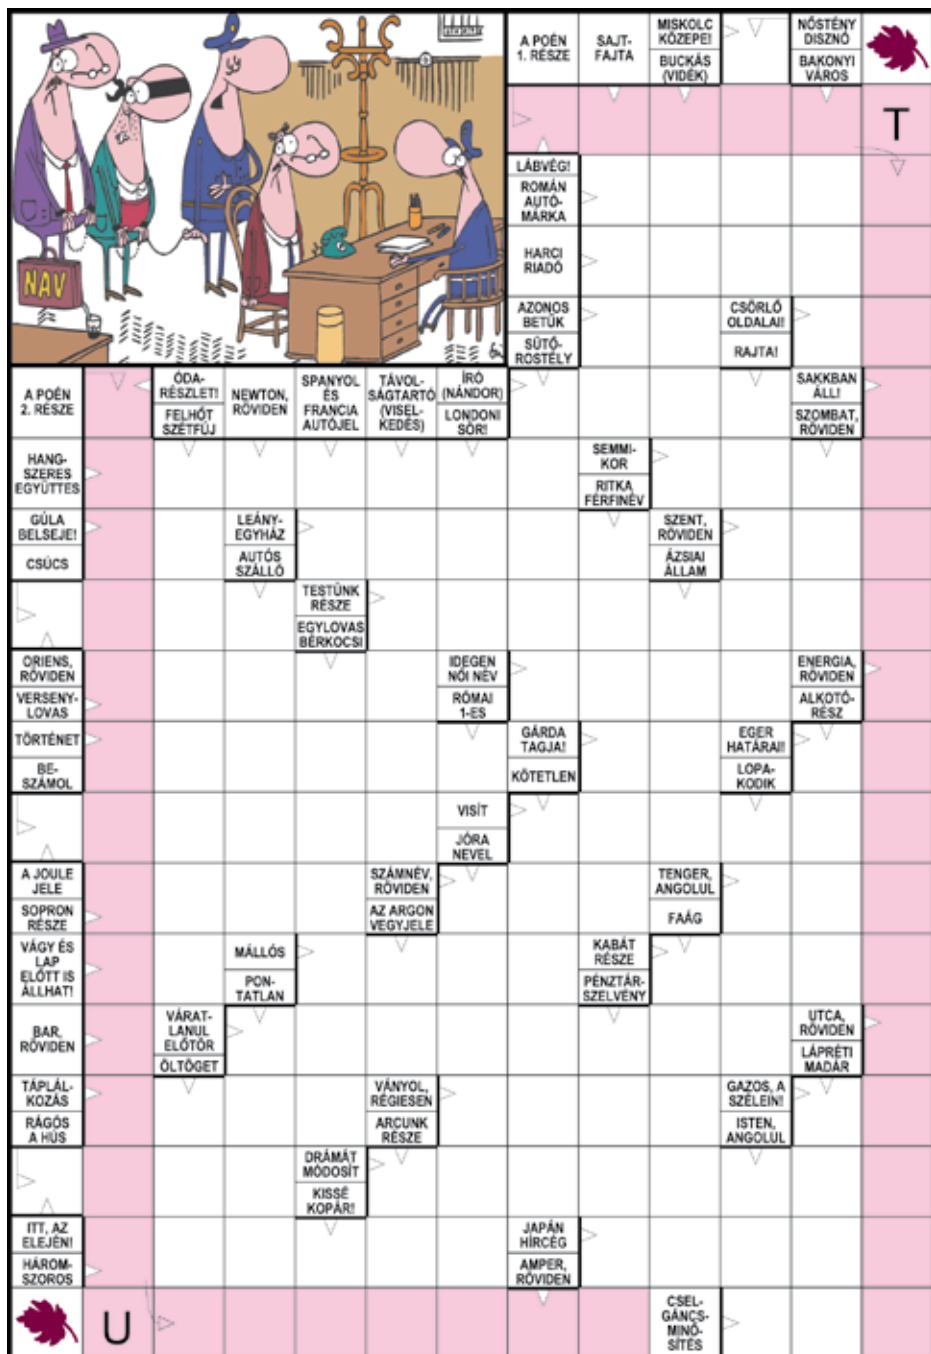 NAV
A POÉN
1. RÉSZE
SAJT-
FAJTA
MISKOLC
KÖZEPE!
BUCKÁS
(VIDÉK)
NŐSTÉNY
DISZNÓ
BAKONYI
VÁROS
T
LÁBVÉG!
ROMÁN
AUTÓ-
MÁRKA
HARCI
RIADÓ
AZONOS
BETŰK
SÜTŐ-
ROSTÉLY
CSÖRLŐ
OLDALAI!
RAJTA!
A POÉN
2. RÉSZE
ÓDA-
RÉSZLET!
FELHŐT
SZÉTFÚJ
NEWTON,
RÖVIDEN
SPANYOL
ÉS
FRANCIA
AUTÓJEL
TÁVOL-
SÁGTARTÓ
(VISEL-
KEDÉS)
ÍRÓ
(NÁNDOR)
LONDONI
SÖR!
SAKKBAN
ÁLL!
SZOMBAT,
RÖVIDEN
HANG-
SZERES
EGYÜTTES
SEMMI-
KOR
RITKA
FÉRFINÉV
GÚLA
BELSEJE!
CSÚCS
LEÁNY-
EGYHÁZ
AUTÓS
SZÁLLÓ
SZENT,
RÖVIDEN
ÁZSIAI
ÁLLAM
TESTÜNK
RÉSZE
EGYLOVAS
BÉRKOCSI
ORIENS,
RÖVIDEN
VERSENY-
LOVAS
IDEGEN
NŐI NÉV
RÓMAI
1-ES
ENERGIA,
RÖVIDEN
ALKOTÓ-
RÉSZ
TÖRTÉNET
BE-
SZÁMOL
GÁRDA
TAGJA!
KÖTETLEN
EGER
HATÁRAI!
LOPA-
KODIK
VISÍT
JÓRA
NEVEL
A JOULE
JELE
SOPRON
RÉSZE
SZÁMNÉV,
RÖVIDEN
AZ ARGON
VEGYJELE
TENGER,
ANGOLUL
FAÁG
VÁGY ÉS
LAP
ELŐTT IS
ÁLLHAT!
MÁLLÓS
PON-
TATLAN
KABÁT
RÉSZE
PÉNZTÁR-
SZELVÉNY
BAR,
RÖVIDEN
VÁRAT-
LANUL
ELŐTÖR
ÖLTÖGET
UTCA,
RÖVIDEN
LÁPRÉTI
MADÁR
TÁPLÁL-
KOZÁS
RÁGÓS
A HÚS
VÁNYOL,
RÉGIESEN
ARCUNK
RÉSZE
GAZOS, A
SZÉLEIN!
ISTEN,
ANGOLUL
DRÁMÁT
MÓDOSÍT
KISSÉ
KOPÁR!
ITT, AZ
ELEJÉN!
HÁROM-
SZOROS
JAPÁN
HÍRCÉG
AMPER,
RÖVIDEN
U
CSEL-
GÁNCS-
MINŐ-
SÍTÉS